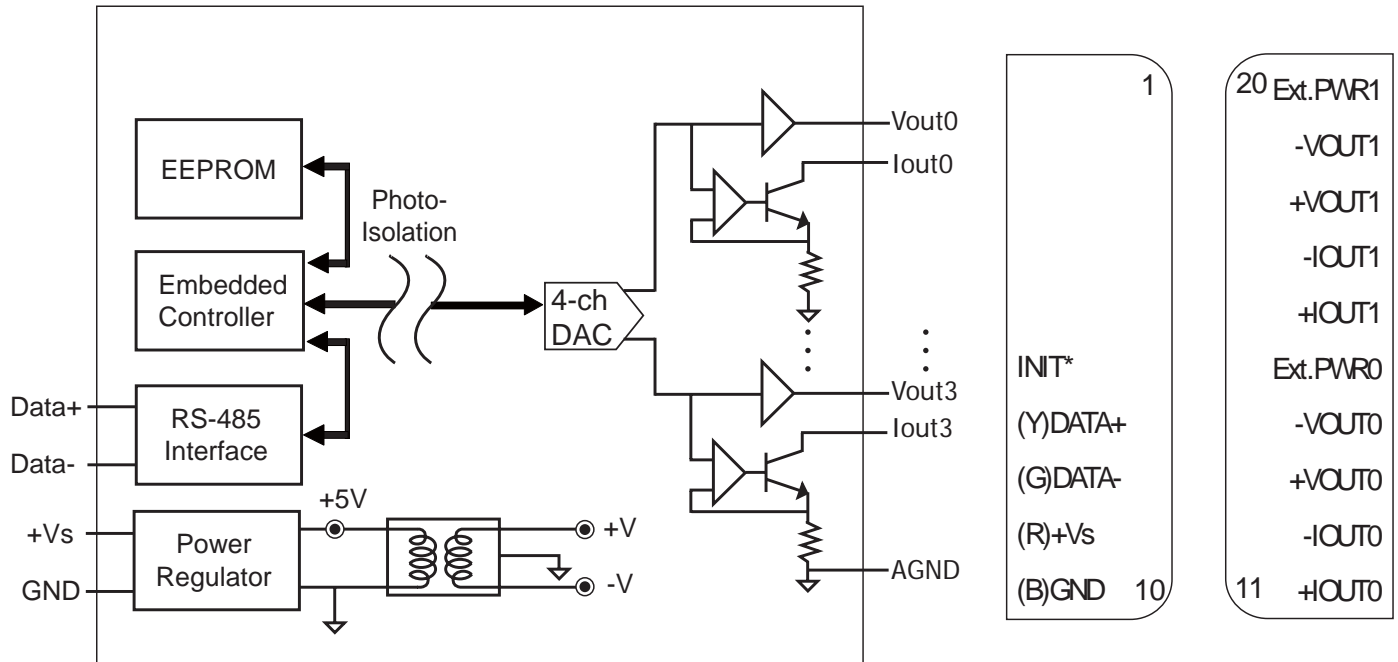 EEPROM
Embedded
Controller
RS-485
Interface
Power
Regulator
Photo-
Isolation
4-ch
DAC
Data+
Data-
+Vs
GND
+5V
+V
-V
Vout0
Iout0
Vout3
Iout3
AGND
1
INIT*
(Y)DATA+
(G)DATA-
(R)+Vs
(B)GND 10
20 Ext.PWR1
-VOUT1
+VOUT1
-IOUT1
+IOUT1
Ext.PWR0
-VOUT0
+VOUT0
-IOUT0
11 +IOUT0